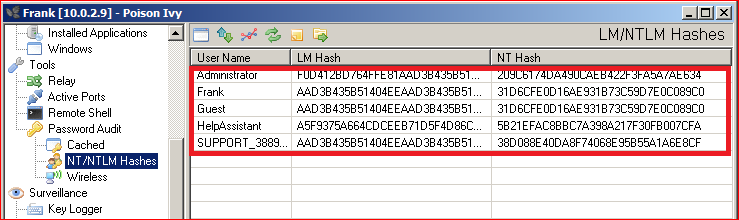 Frank [10.0.2.9] - Poison Ivy
Installed Applications
Windows
Tools
Relay
Active Ports
Remote Shell
Password Audit
Cached
NT/NTLM Hashes
Wireless
Surveillance
Key Logger
LM/NTLM Hashes
User Name LM Hash NT Hash
Administrator F0D412BD764FFE81AAD3B435B51... 209C6174DA490CAEB422F3FA5A7AE634
Frank AAD3B435B51404EEAAD3B435B51... 31D6CFE0D16AE931B73C59D7E0C089C0
Guest AAD3B435B51404EEAAD3B435B51... 31D6CFE0D16AE931B73C59D7E0C089C0
HelpAssistant A5F9375A664CDCEEB71D5F4D86C... 5B21EFAC8BBC7A398A217F30FB007CFA
SUPPORT_3889... AAD3B435B51404EEAAD3B435B51... 38D088E40DA8F74068E95B55A1A6E8CF